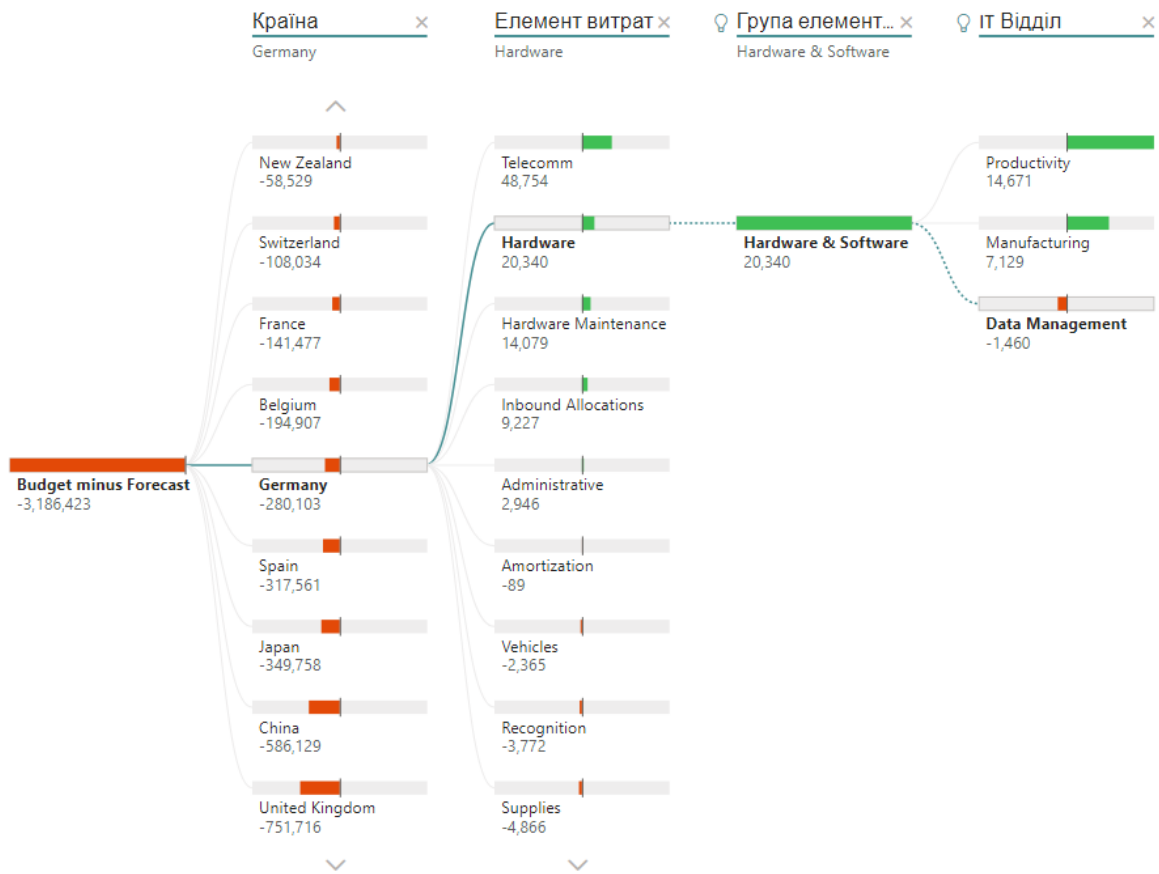 Країна
Germany
Елемент витрат
Hardware
Група елемент...
Hardware & Software
ІТ Відділ
New Zealand
-58,529
Switzerland
-108,034
France
-141,477
Belgium
-194,907
Budget minus Forecast
-3,186,423
Germany
-280,103
Spain
-317,561
Japan
-349,758
China
-586,129
United Kingdom
-751,716
Telecomm
48,754
Hardware
20,340
Hardware Maintenance
14,079
Inbound Allocations
9,227
Administrative
2,946
Amortization
-89
Vehicles
-2,365
Recognition
-3,772
Supplies
-4,866
Hardware & Software
20,340
Productivity
14,671
Manufacturing
7,129
Data Management
-1,460